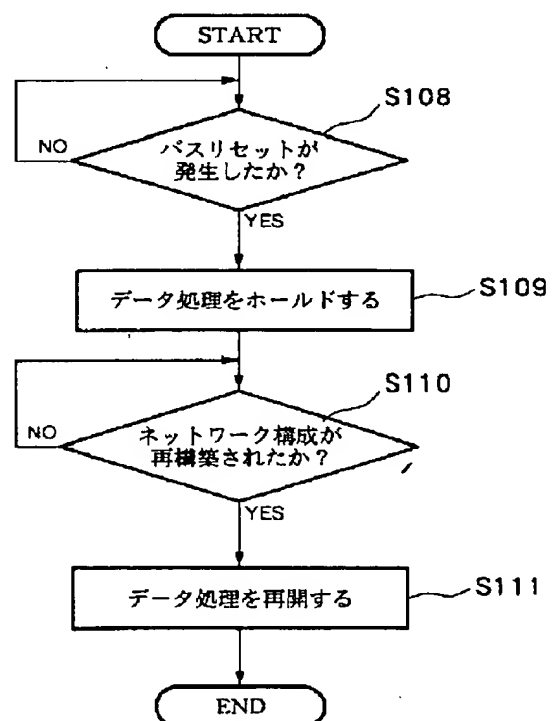 START
S108
バスリセットが
発生したか？
NO
YES
データ処理をホールドする
S109
S110
ネットワーク構成が
再構築されたか？
NO
YES
データ処理を再開する
S111
END